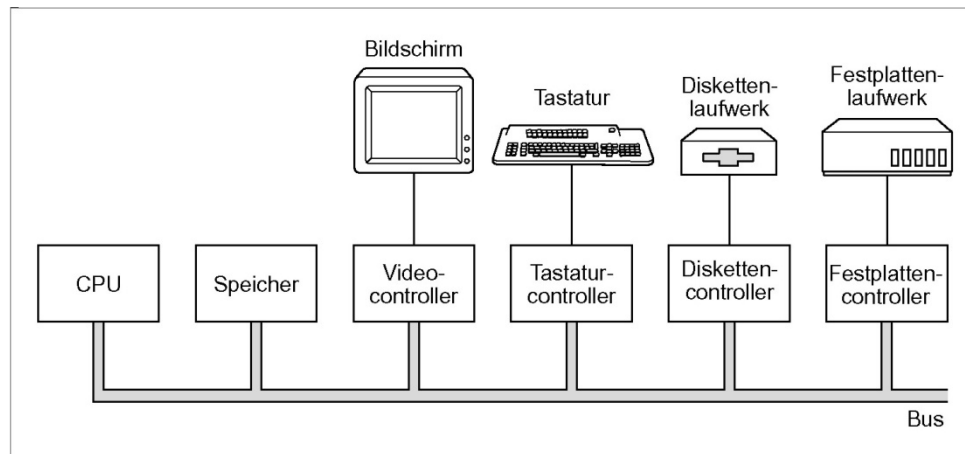 Bildschirm
Tastatur
Disketten-
laufwerk
Festplatten-
laufwerk
CPU
Speicher
Video-
controller
Tastatur-
controller
Disketten-
controller
Festplatten-
controller
Bus